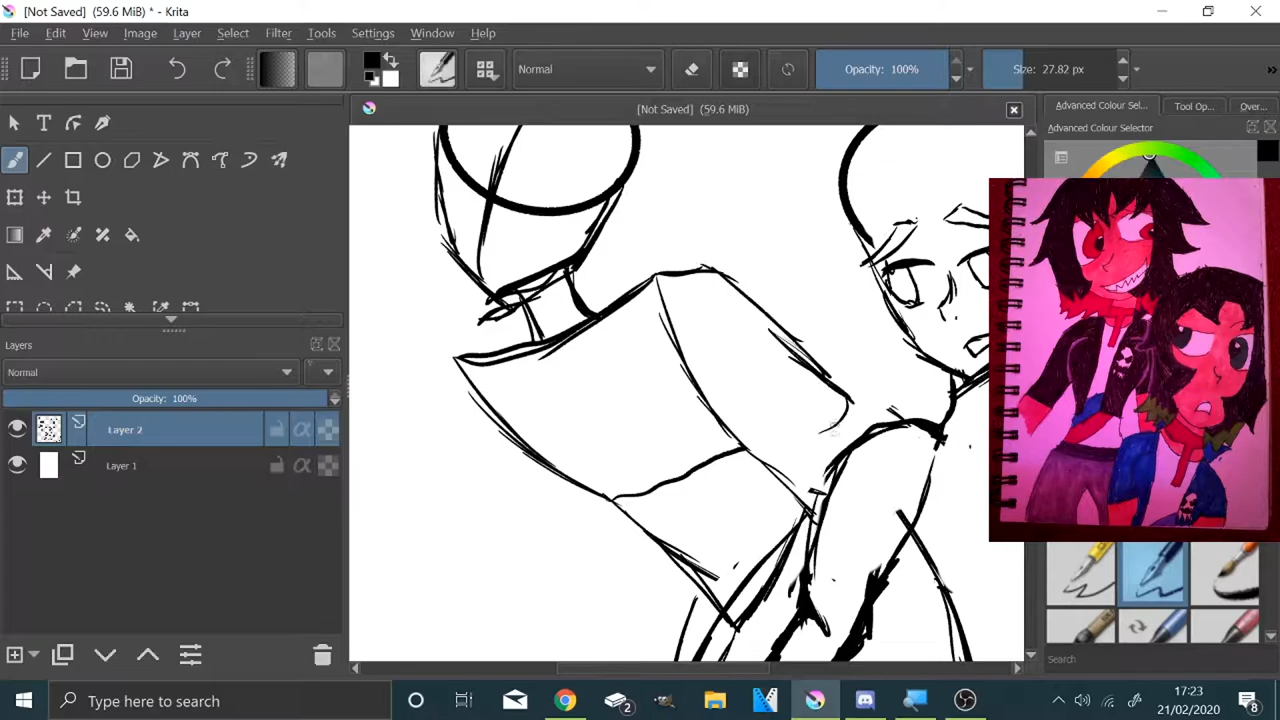 [Not Saved] (59.6 MiB) * - Krita
File Edit View Image Layer Select Filter Tools Settings Window Help
Normal Opacity: 100% Size: 27.82 px
[Not Saved] (59.6 MiB)
Advanced Colour Sel... Tool Op... Over...
Advanced Colour Selector
Layers
Normal
Opacity: 100%
Layer 2
Layer 1
Search
Type here to search
2
17:23
21/02/2020
8